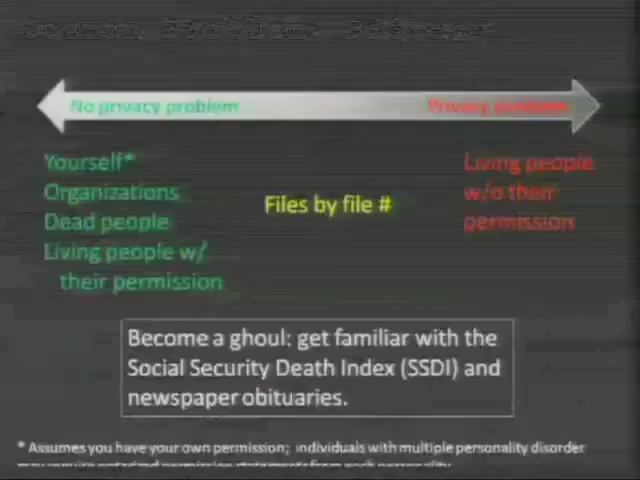 No privacy problem
Privacy problem
Yourself*
Organizations
Dead people
Living people w/
their permission
Files by file #
Living people
w/o their
permission
Become a ghoul: get familiar with the
Social Security Death Index (SSDI) and
newspaper obituaries.
* Assumes you have your own permission; individuals with multiple personality disorder